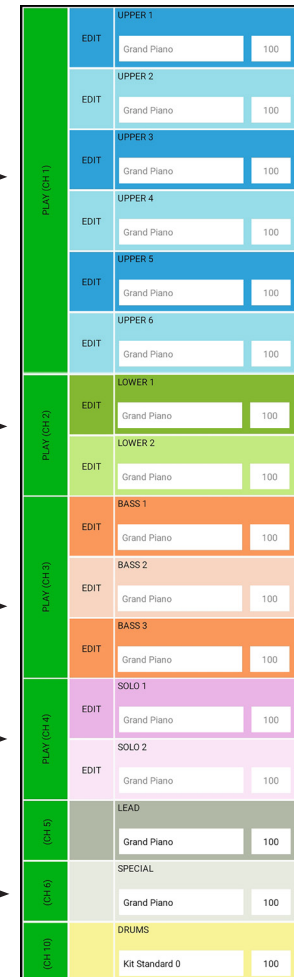 PLAY (CH 1)
UPPER 1
EDIT
Grand Piano 100
UPPER 2
EDIT
Grand Piano 100
UPPER 3
EDIT
Grand Piano 100
UPPER 4
EDIT
Grand Piano 100
UPPER 5
EDIT
Grand Piano 100
UPPER 6
EDIT
Grand Piano 100
PLAY (CH 2)
LOWER 1
EDIT
Grand Piano 100
LOWER 2
EDIT
Grand Piano 100
PLAY (CH 3)
BASS 1
EDIT
Grand Piano 100
BASS 2
EDIT
Grand Piano 100
BASS 3
EDIT
Grand Piano 100
PLAY (CH 4)
SOLO 1
EDIT
Grand Piano 100
SOLO 2
EDIT
Grand Piano 100
(CH 5)
LEAD
Grand Piano 100
(CH 6)
SPECIAL
Grand Piano 100
(CH 10)
DRUMS
Kit Standard 0 100